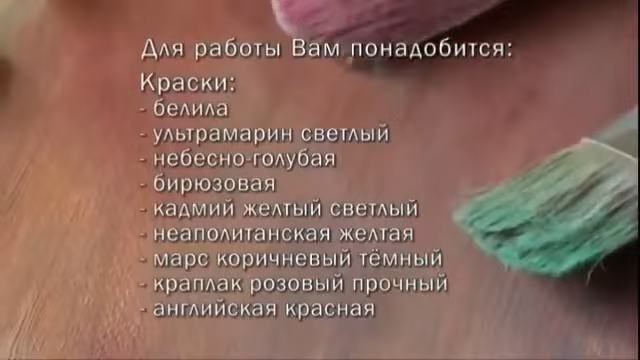 Для работы Вам понадобится:
Краски:
- белила
- ультрамарин светлый
- небесно-голубая
- бирюзовая
- кадмий желтый светлый
- неаполитанская желтая
- марс коричневый тёмный
- краплак розовый прочный
- английская красная